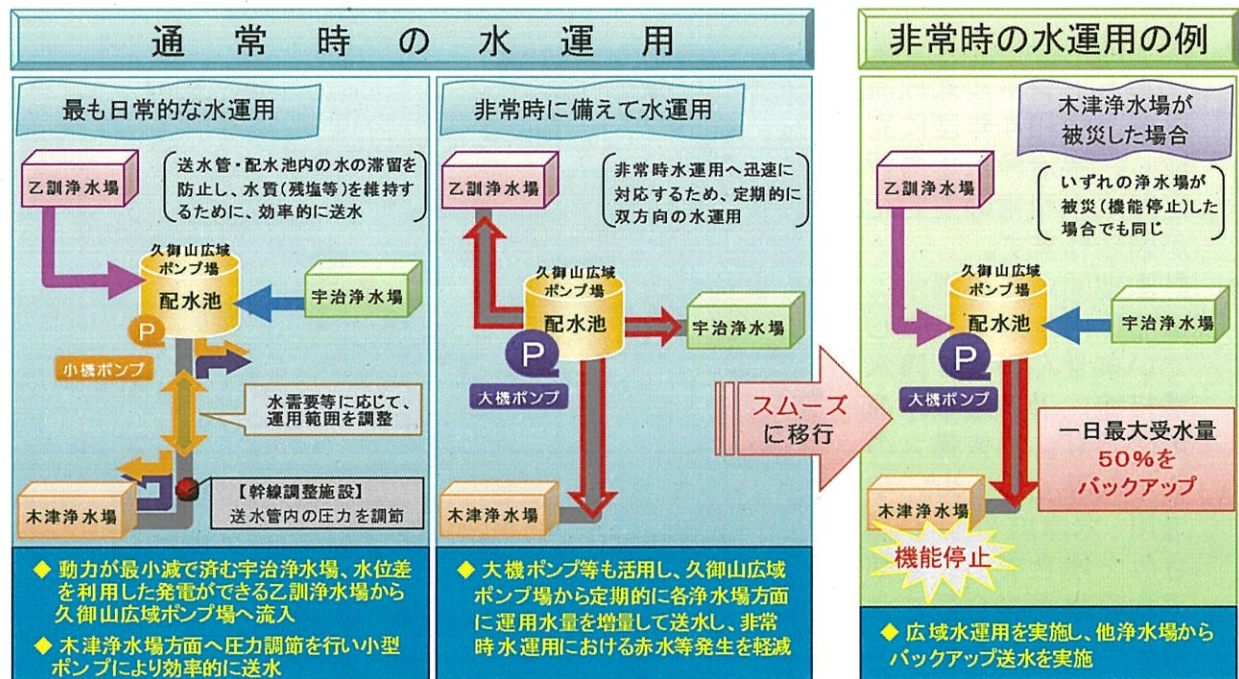 通常時の水運用
最も日常的な水運用
送水管・配水池内の水の滞留を
防止し、水質(残塩等)を維持す
るために、効率的に送水
乙訓浄水場
久御山広域
ポンプ場
配水池
宇治浄水場
P
小機ポンプ
水需要等に応じて、
運用範囲を調整
【幹線調整施設】
送水管内の圧力を調節
木津浄水場
◆ 動力が最小減で済む宇治浄水場、水位差
を利用した発電ができる乙訓浄水場から
久御山広域ポンプ場へ流入
◆ 木津浄水場方面へ圧力調節を行い小型
ポンプにより効率的に送水
非常時に備えて水運用
非常時水運用へ迅速に
対応するため、定期的に
双方向の水運用
乙訓浄水場
久御山広域
ポンプ場
配水池
宇治浄水場
P
大機ポンプ
木津浄水場
◆ 大機ポンプ等も活用し、久御山広域
ポンプ場から定期的に各浄水場方面
に運用水量を増量して送水し、非常
時水運用における赤水等発生を軽減
スムーズ
に移行
非常時の水運用の例
木津浄水場が
被災した場合
いずれの浄水場が
被災(機能停止)した
場合でも同じ
乙訓浄水場
久御山広域
ポンプ場
配水池
宇治浄水場
P
大機ポンプ
一日最大受水量
50%を
バックアップ
木津浄水場
機能停止
◆ 広域水運用を実施し、他浄水場から
バックアップ送水を実施